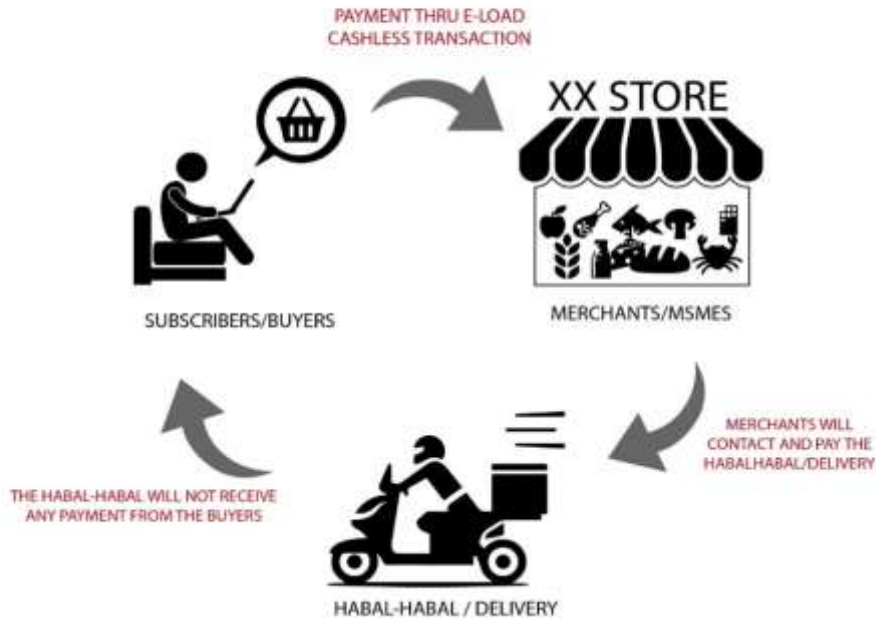 PAYMENT THRU E-LOAD
CASHLESS TRANSACTION
XX STORE
SUBSCRIBERS/BUYERS
MERCHANTS/MSMES
MERCHANTS WILL
CONTACT AND PAY THE
HABALHABAL/DELIVERY
THE HABAL-HABAL WILL NOT RECEIVE
ANY PAYMENT FROM THE BUYERS
HABAL-HABAL / DELIVERY